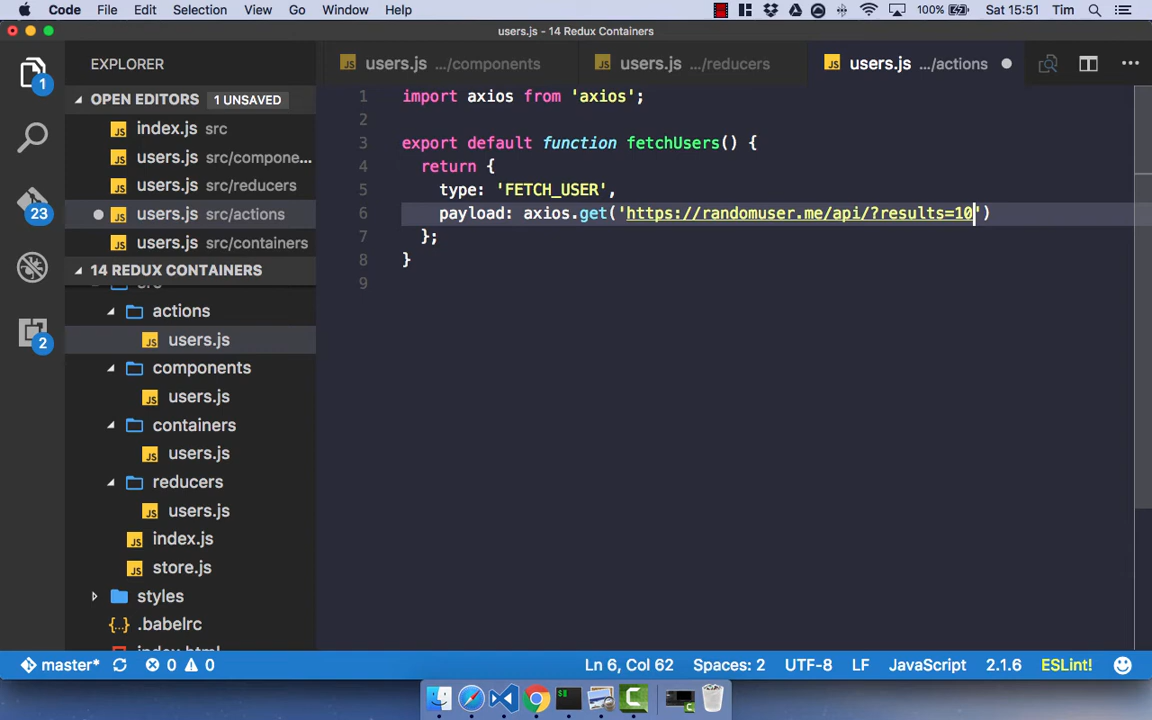 Code File Edit Selection View Go Window Help 100% Sat 15:51 Tim
users.js - 14 Redux Containers
EXPLORER
users.js .../components
users.js .../reducers
users.js .../actions
OPEN EDITORS 1 UNSAVED
index.js src
users.js src/compone...
users.js src/reducers
users.js src/actions
users.js src/containers
14 REDUX CONTAINERS
src
actions
users.js
components
users.js
containers
users.js
reducers
users.js
index.js
store.js
styles
.babelrc
index.html
1
23
2
1 import axios from 'axios';
2
3 export default function fetchUsers() {
4 return {
5 type: 'FETCH_USER',
6 payload: axios.get('https://randomuser.me/api/?results=10')
7 };
8 }
9
master* 0 0 Ln 6, Col 62 Spaces: 2 UTF-8 LF JavaScript 2.1.6 ESLint!